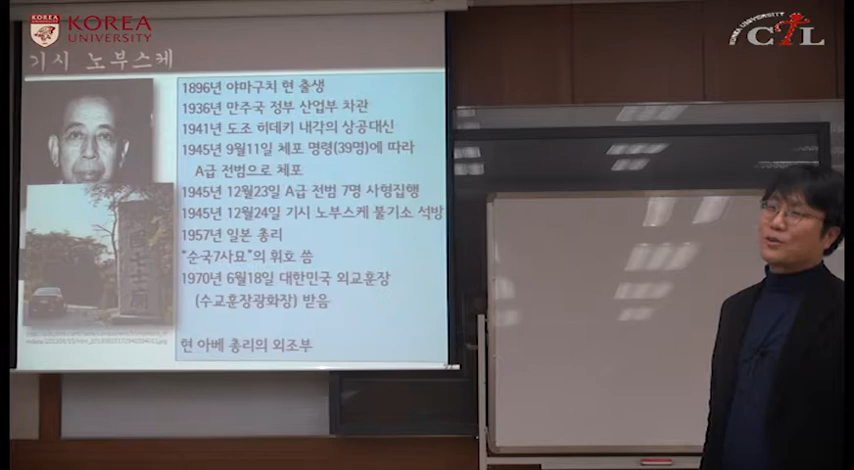 KOREA
UNIVERSITY
KOREA UNIVERSITY
CTL
기시 노부스케
1896년 야마구치 현 출생
1936년 만주국 정부 산업부 차관
1941년 도조 히데키 내각의 상공대신
1945년 9월11일 체포 명령(39명)에 따라
A급 전범으로 체포
1945년 12월23일 A급 전범 7명 사형집행
1945년 12월24일 기시 노부스케 불기소 석방
1957년 일본 총리
“순국7사묘”의 휘호 씀
1970년 6월18일 대한민국 외교훈장
(수교훈장광화장) 받음
현 아베 총리의 외조부